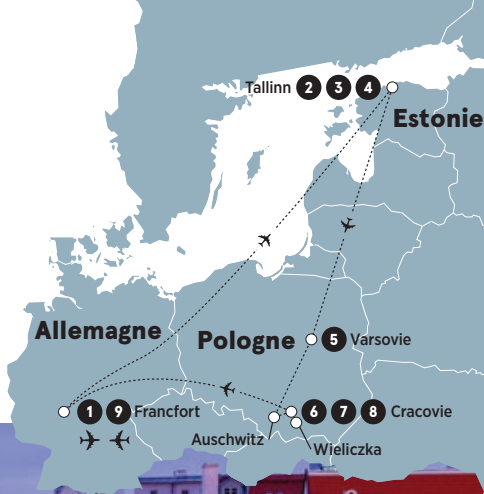 Tallinn 2 3 4
Estonie
Allemagne
Pologne
5 Varsovie
1 9 Francfort
6 7 8 Cracovie
Auschwitz
Wieliczka